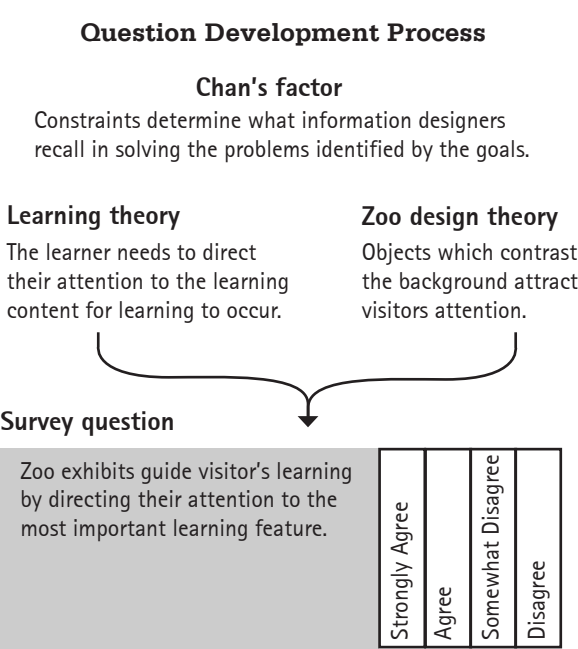 Question Development Process
Chan's factor
Constraints determine what information designers
recall in solving the problems identified by the goals.
Learning theory
The learner needs to direct
their attention to the learning
content for learning to occur.
Zoo design theory
Objects which contrast
the background attract
visitors attention.
Survey question
Zoo exhibits guide visitor's learning
by directing their attention to the
most important learning feature.
Strongly Agree
Agree
Somewhat Disagree
Disagree